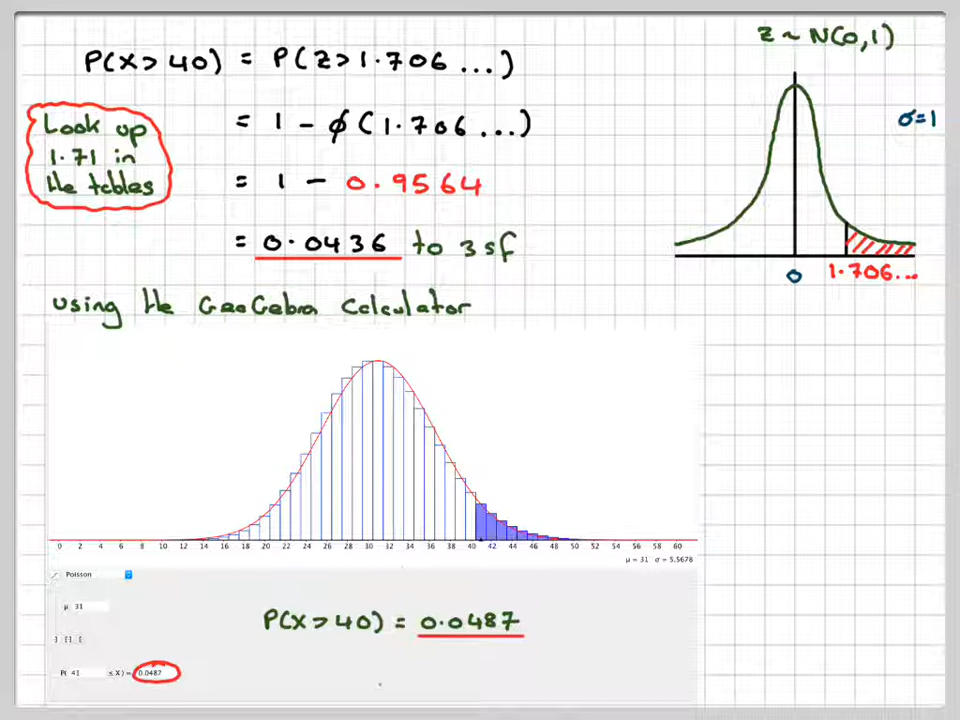 Z ~ N(0,1)
P(X > 40) = P(Z > 1.706 ...)
= 1 - φ(1.706 ...)
σ=1
Look up
1.71 in
the tables
= 1 - 0.9564
= 0.0436 to 3 sf
0 1.706...
using the GeoGebra Calculator
0 2 4 6 8 10 12 14 16 18 20 22 24 26 28 30 32 34 36 38 40 42 44 46 48 50 52 54 56 58 60
μ = 31 σ = 5.5678
Poisson
μ 31
P(X > 40) = 0.0487
P( 41 ≤ X) = 0.0487